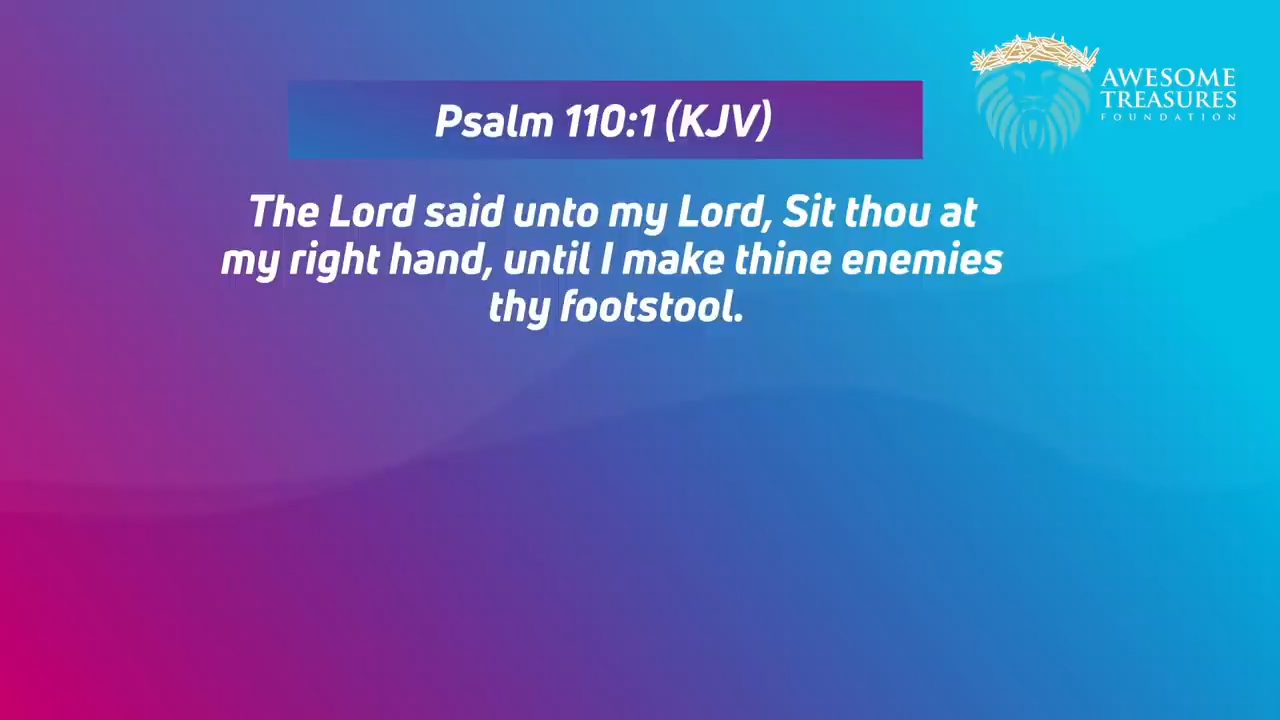 Psalm 110:1 (KJV)
The Lord said unto my Lord, Sit thou at
my right hand, until I make thine enemies
thy footstool.
AWESOME
TREASURES
FOUNDATION